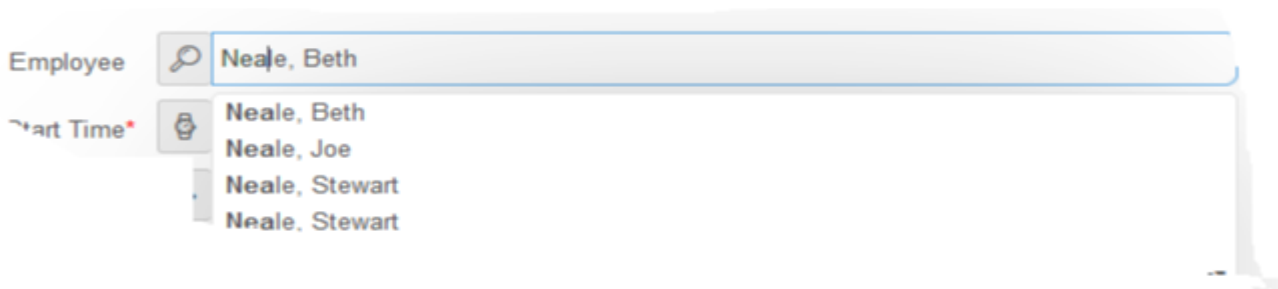 Employee
Neale, Beth
Neale, Beth
Start Time*
Neale, Joe
Neale, Stewart
Neale, Stewart